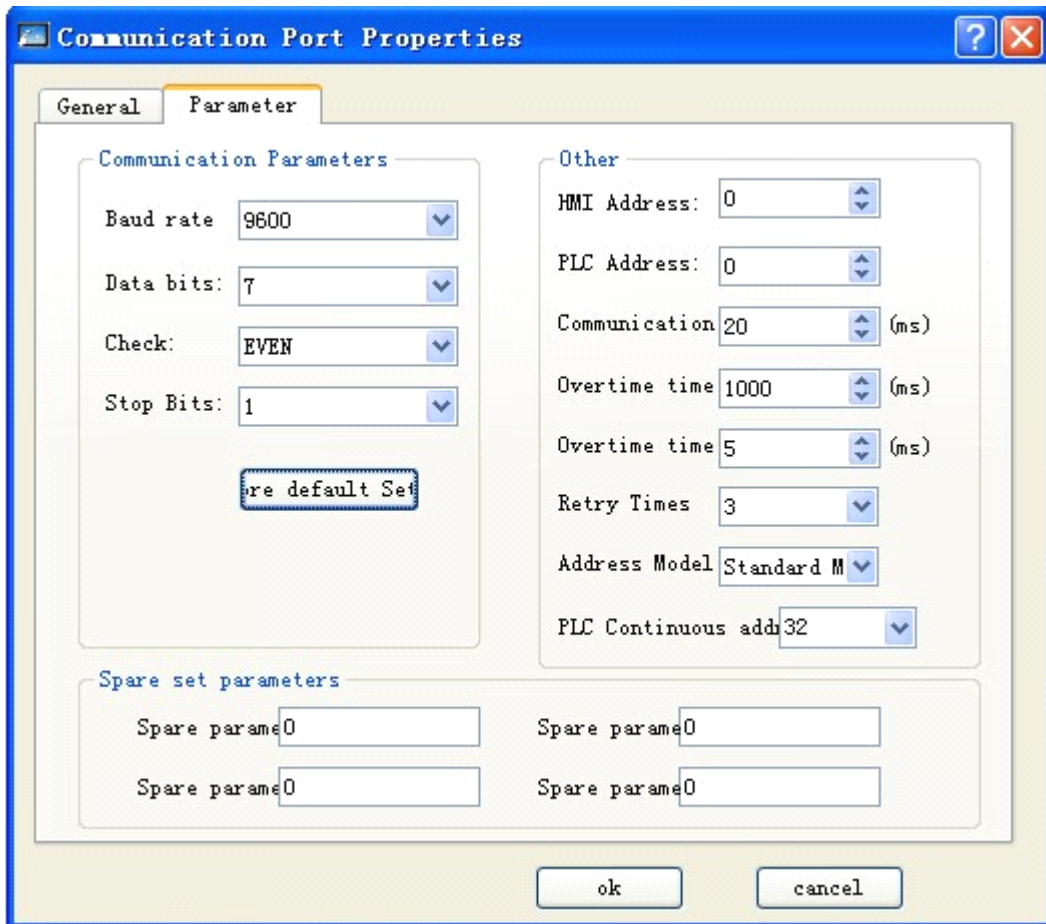 Communication Port Properties
General
Parameter
Communication Parameters
Baud rate 9600
Data bits: 7
Check: EVEN
Stop Bits: 1
re default Set
Other
HMI Address: 0
PLC Address: 0
Communication 20 (ms)
Overtime time 1000 (ms)
Overtime time 5 (ms)
Retry Times 3
Address Model Standard M
PLC Continuous add 32
Spare set parameters
Spare parame 0
Spare parame 0
Spare parame 0
Spare parame 0
ok
cancel